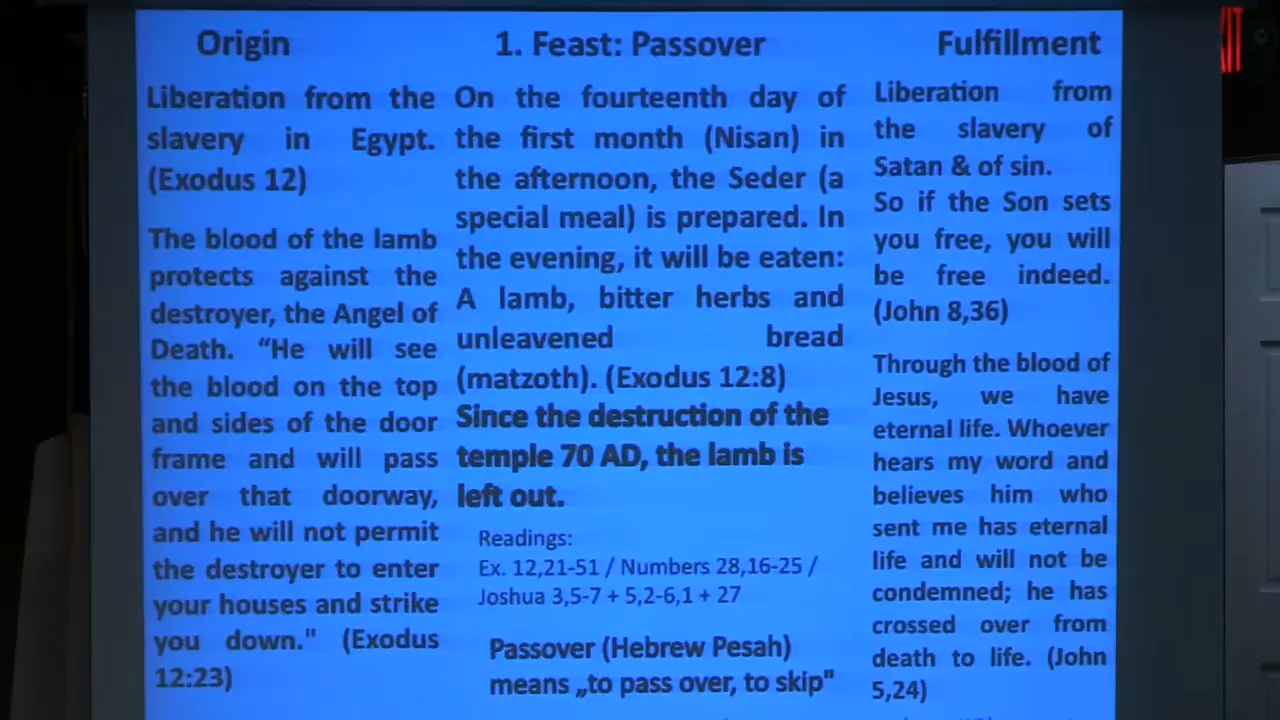 Origin
Liberation from the
slavery in Egypt.
(Exodus 12)
The blood of the lamb
protects against the
destroyer, the Angel of
Death. “He will see
the blood on the top
and sides of the door
frame and will pass
over that doorway,
and he will not permit
the destroyer to enter
your houses and strike
you down." (Exodus
12:23)
1. Feast: Passover
On the fourteenth day of
the first month (Nisan) in
the afternoon, the Seder (a
special meal) is prepared. In
the evening, it will be eaten:
A lamb, bitter herbs and
unleavened bread
(matzoth). (Exodus 12:8)
Since the destruction of the
temple 70 AD, the lamb is
left out.
Readings:
Ex. 12,21-51 / Numbers 28,16-25 /
Joshua 3,5-7 + 5,2-6,1 + 27
Passover (Hebrew Pesah)
means „to pass over, to skip"
Fulfillment
Liberation from
the slavery of
Satan & of sin.
So if the Son sets
you free, you will
be free indeed.
(John 8,36)
Through the blood of
Jesus, we have
eternal life. Whoever
hears my word and
believes him who
sent me has eternal
life and will not be
condemned; he has
crossed over from
death to life. (John
5,24)